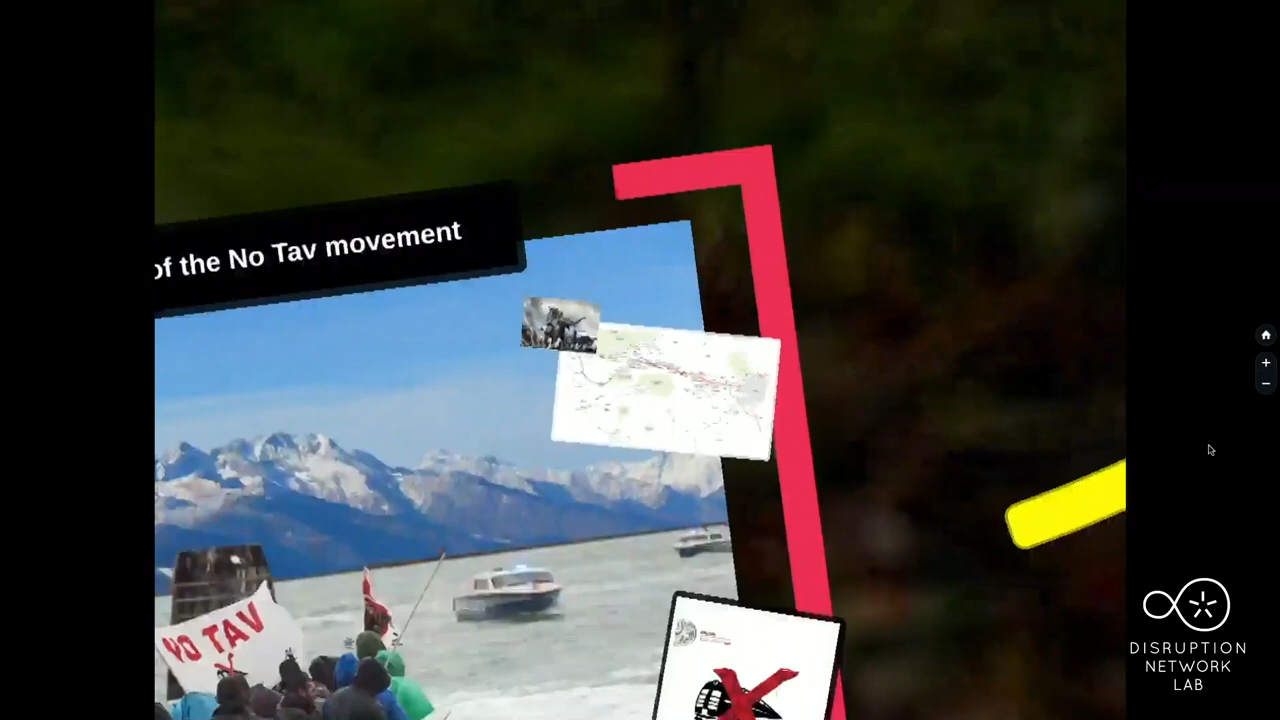 of the No Tav movement
NO TAV
DISRUPTION
NETWORK
LAB